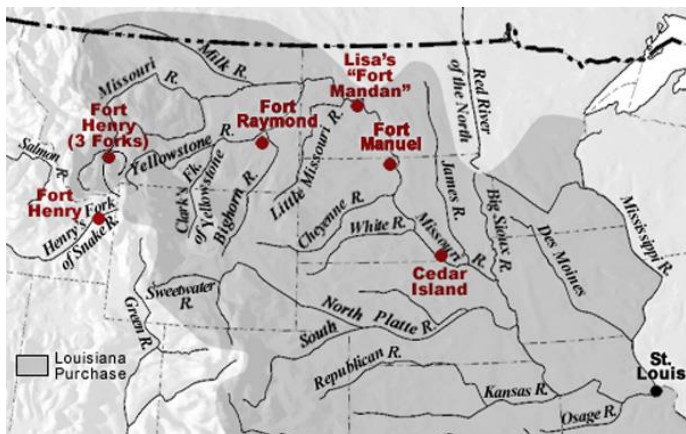 Milk R.
Missouri R.
Lisa's
"Fort
Mandan"
Red River
of the North
Fort
Henry
(3 Forks)
Fort
Raymond
Fort
Manuel
Salmon R.
Yellowstone R.
Clark's Fk.
of Yellowstone
Bighorn R.
Little Missouri R.
James R.
Fort
Henry
Henry's Fork
of Snake R.
Cheyenne R.
White R.
Missouri R.
Big Sioux R.
Des Moines
Mississippi R.
Cedar
Island
Sweetwater
R.
Green R.
North Platte R.
South
Republican R.
Kansas R.
Osage R.
St.
Louis
Louisiana
Purchase